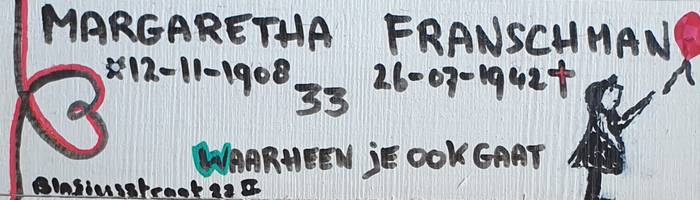 MARGARETHA FRANSCHMAN
*12-11-1908 26-07-1942†
33
WAARHEEN jE OOK GAAT
Blasiusstraat 22 II